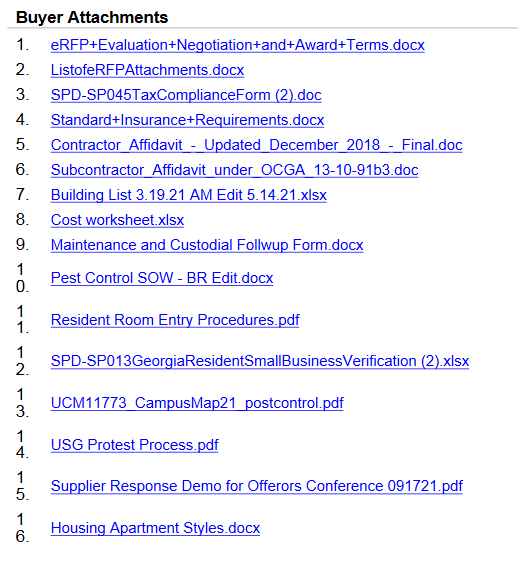 Buyer Attachments
1. eRFP+Evaluation+Negotiation+and+Award+Terms.docx
2. ListofeRFPAttachments.docx
3. SPD-SP045TaxComplianceForm (2).doc
4. Standard+Insurance+Requirements.docx
5. Contractor_Affidavit_-_Updated_December_2018_-_Final.doc
6. Subcontractor_Affidavit_under_OCGA_13-10-91b3.doc
7. Building List 3.19.21 AM Edit 5.14.21.xlsx
8. Cost worksheet.xlsx
9. Maintenance and Custodial Follwup Form.docx
10. Pest Control SOW - BR Edit.docx
11. Resident Room Entry Procedures.pdf
12. SPD-SP013GeorgiaResidentSmallBusinessVerification (2).xlsx
13. UCM11773_CampusMap21_postcontrol.pdf
14. USG Protest Process.pdf
15. Supplier Response Demo for Offerors Conference 091721.pdf
16. Housing Apartment Styles.docx